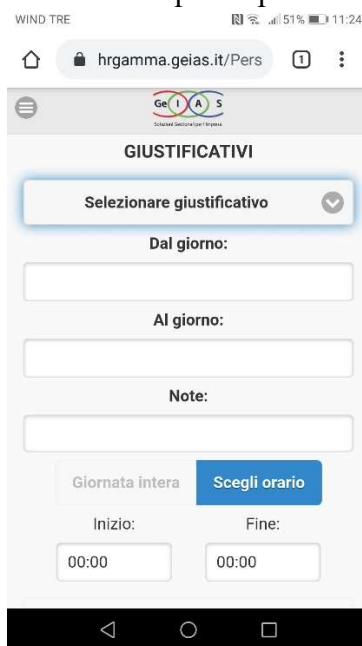 WIND TRE 51% 11:24
hrgamma.geias.it/Pers 1
Ge I A S
GIUSTIFICATIVI
Selezionare giustificativo
Dal giorno:
Al giorno:
Note:
Giornata intera Scegli orario
Inizio: Fine:
00:00 00:00